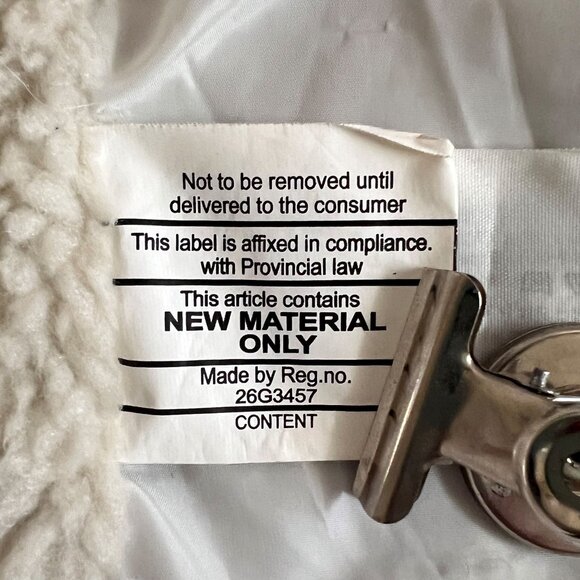 Not to be removed until
delivered to the consumer
This label is affixed in compliance.
with Provincial law
This article contains
NEW MATERIAL
ONLY
Made by Reg.no.
26G3457
CONTENT